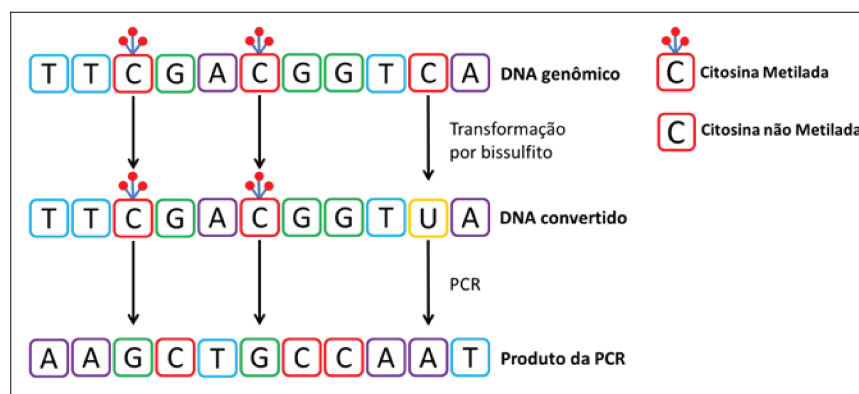 T T C G A C G G T C A DNA genômico
C Citosina Metilada
C Citosina não Metilada
Transformação
por bissulfito
T T C G A C G G T U A DNA convertido
PCR
A A G C T G C C A A T Produto da PCR